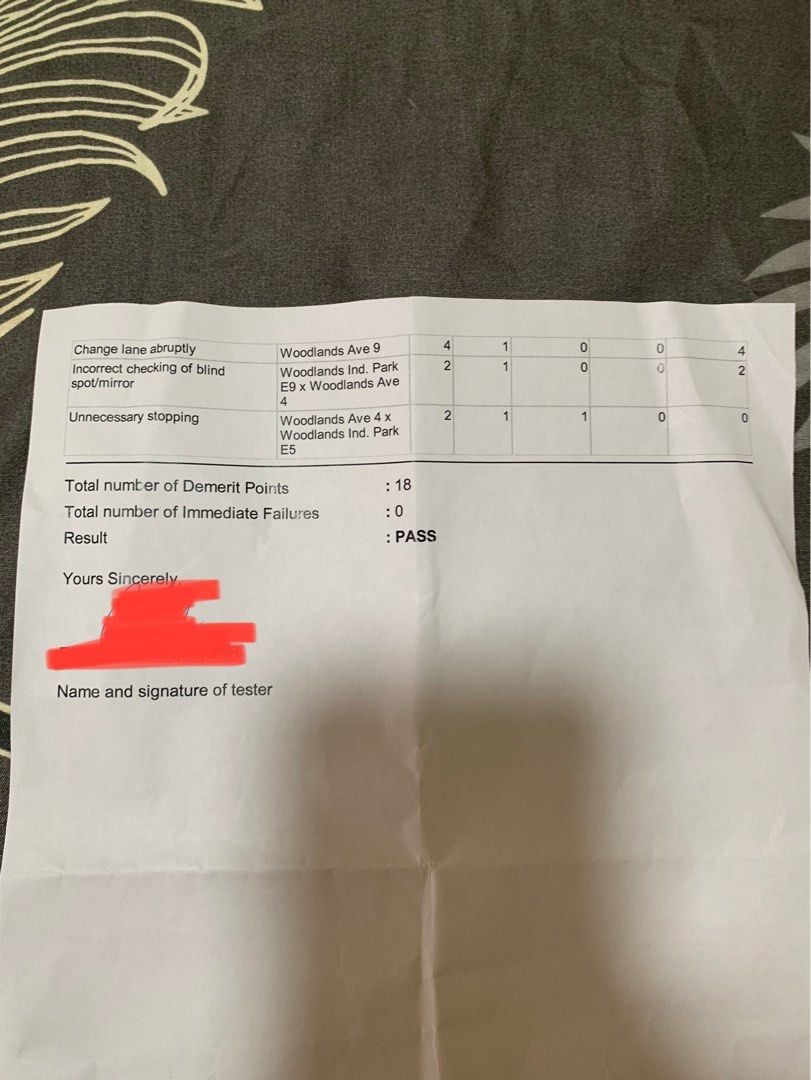 Change lane abruptly Woodlands Ave 9 4 1 0 0 4
Incorrect checking of blind Woodlands Ind. Park 2 1 0 0 2
spot/mirror E9 x Woodlands Ave
4
Unnecessary stopping Woodlands Ave 4 x 2 1 1 0 0
Woodlands Ind. Park
E5
Total number of Demerit Points : 18
Total number of Immediate Failures : 0
Result : PASS
Yours Sincerely,
Name and signature of tester